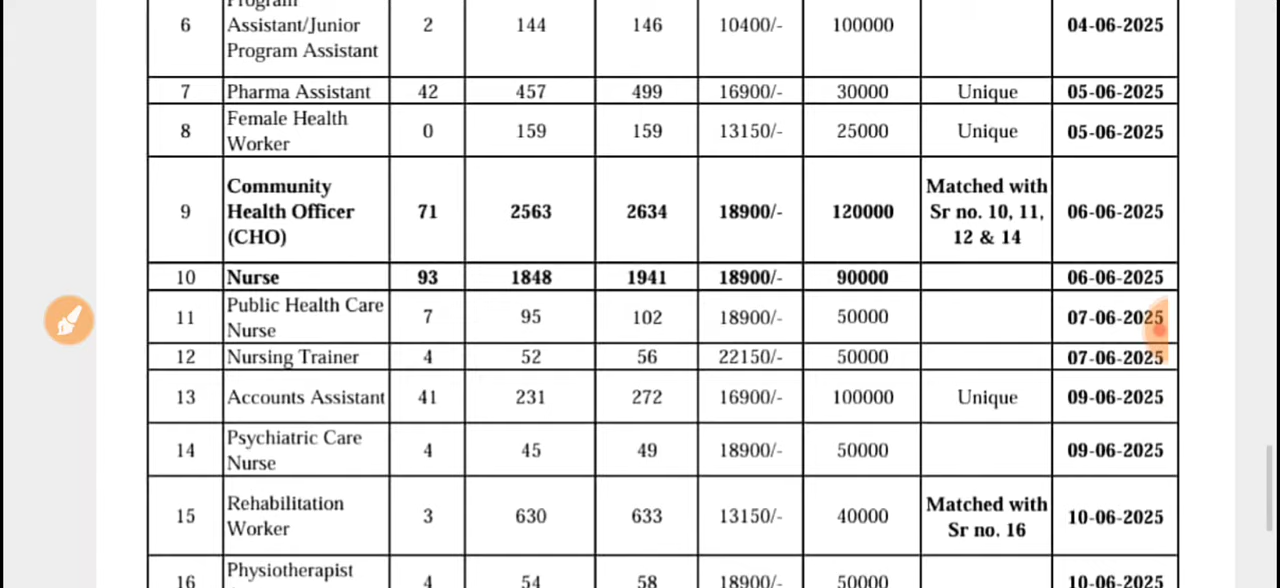 Program
6 Assistant/Junior 2 144 146 10400/- 100000 04-06-2025
Program Assistant
7 Pharma Assistant 42 457 499 16900/- 30000 Unique 05-06-2025
Female Health
8 0 159 159 13150/- 25000 Unique 05-06-2025
Worker
Community Matched with
9 Health Officer 71 2563 2634 18900/- 120000 Sr no. 10, 11, 06-06-2025
(CHO) 12 & 14
10 Nurse 93 1848 1941 18900/- 90000 06-06-2025
Public Health Care
11 7 95 102 18900/- 50000 07-06-2025
Nurse
12 Nursing Trainer 4 52 56 22150/- 50000 07-06-2025
13 Accounts Assistant 41 231 272 16900/- 100000 Unique 09-06-2025
Psychiatric Care
14 4 45 49 18900/- 50000 09-06-2025
Nurse
Rehabilitation Matched with
15 3 630 633 13150/- 40000 10-06-2025
Worker Sr no. 16
Physiotherapist
16 4 54 58 18900/- 50000 10-06-2025